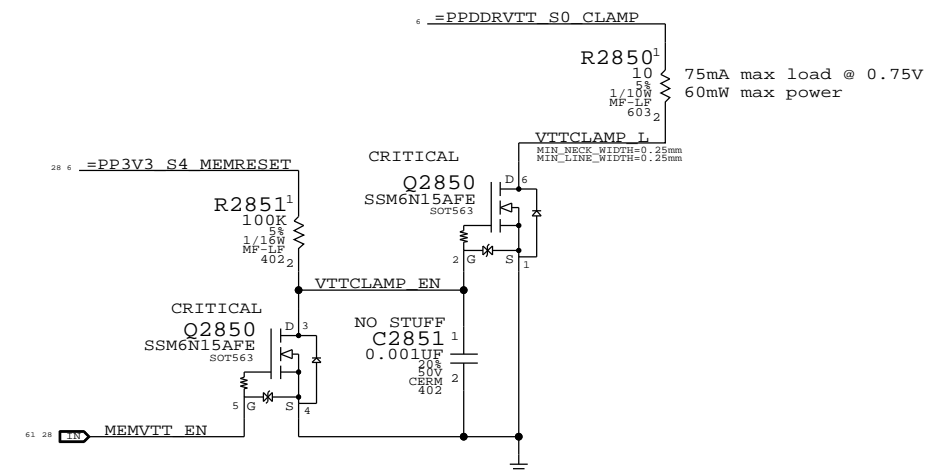 6 =PPDDRVTT_S0_CLAMP
R2850 1
10
5%
1/10W
MF-LF
603 2
75mA max load @ 0.75V
60mW max power
VTTCLAMP_L
MIN_NECK_WIDTH=0.25mm
MIN_LINE_WIDTH=0.25mm
CRITICAL
Q2850
SSM6N15AFE
SOT563
D 6
2 G S 1
28 6 =PP3V3_S4_MEMRESET
R2851 1
100K
5%
1/16W
MF-LF
402 2
VTTCLAMP_EN
CRITICAL
Q2850
SSM6N15AFE
SOT563
D 3
5 G S 4
NO STUFF
C2851 1
0.001UF
20%
50V
CERM
402
2
61 28 IN MEMVTT_EN